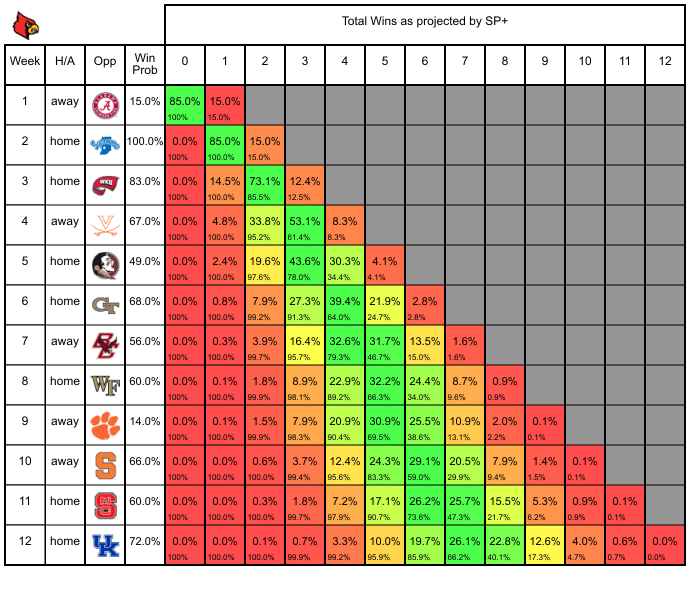 Total Wins as projected by SP+
Week H/A Opp Win Prob 0 1 2 3 4 5 6 7 8 9 10 11 12
1 away A 15.0% 85.0% 15.0%
100% 15.0%
2 home 100.0% 0.0% 85.0% 15.0%
100% 100.0% 15.0%
3 home WKU 83.0% 0.0% 14.5% 73.1% 12.4%
100% 100.0% 85.5% 12.5%
4 away V 67.0% 0.0% 4.8% 33.8% 53.1% 8.3%
100% 100.0% 95.2% 61.4% 8.3%
5 home 49.0% 0.0% 2.4% 19.6% 43.6% 30.3% 4.1%
100% 100.0% 97.6% 78.0% 34.4% 4.1%
6 home GT 68.0% 0.0% 0.8% 7.9% 27.3% 39.4% 21.9% 2.8%
100% 100.0% 99.2% 91.3% 64.0% 24.7% 2.8%
7 away BC 56.0% 0.0% 0.3% 3.9% 16.4% 32.6% 31.7% 13.5% 1.6%
100% 100.0% 99.7% 95.7% 79.3% 46.7% 15.0% 1.6%
8 home WF 60.0% 0.0% 0.1% 1.8% 8.9% 22.9% 32.2% 24.4% 8.7% 0.9%
100% 100.0% 99.9% 98.1% 89.2% 66.3% 34.0% 9.6% 0.9%
9 away 14.0% 0.0% 0.1% 1.5% 7.9% 20.9% 30.9% 25.5% 10.9% 2.0% 0.1%
100% 100.0% 99.9% 98.3% 90.4% 69.5% 38.6% 13.1% 2.2% 0.1%
10 away S 66.0% 0.0% 0.0% 0.6% 3.7% 12.4% 24.3% 29.1% 20.5% 7.9% 1.4% 0.1%
100% 100.0% 100.0% 99.4% 95.6% 83.3% 59.0% 29.9% 9.4% 1.5% 0.1%
11 home NCS 60.0% 0.0% 0.0% 0.3% 1.8% 7.2% 17.1% 26.2% 25.7% 15.5% 5.3% 0.9% 0.1%
100% 100.0% 100.0% 99.7% 97.9% 90.7% 73.6% 47.3% 21.7% 6.2% 0.9% 0.1%
12 home UK 72.0% 0.0% 0.0% 0.1% 0.7% 3.3% 10.0% 19.7% 26.1% 22.8% 12.6% 4.0% 0.6% 0.0%
100% 100.0% 100.0% 99.9% 99.2% 95.9% 85.9% 66.2% 40.1% 17.3% 4.7% 0.7% 0.0%